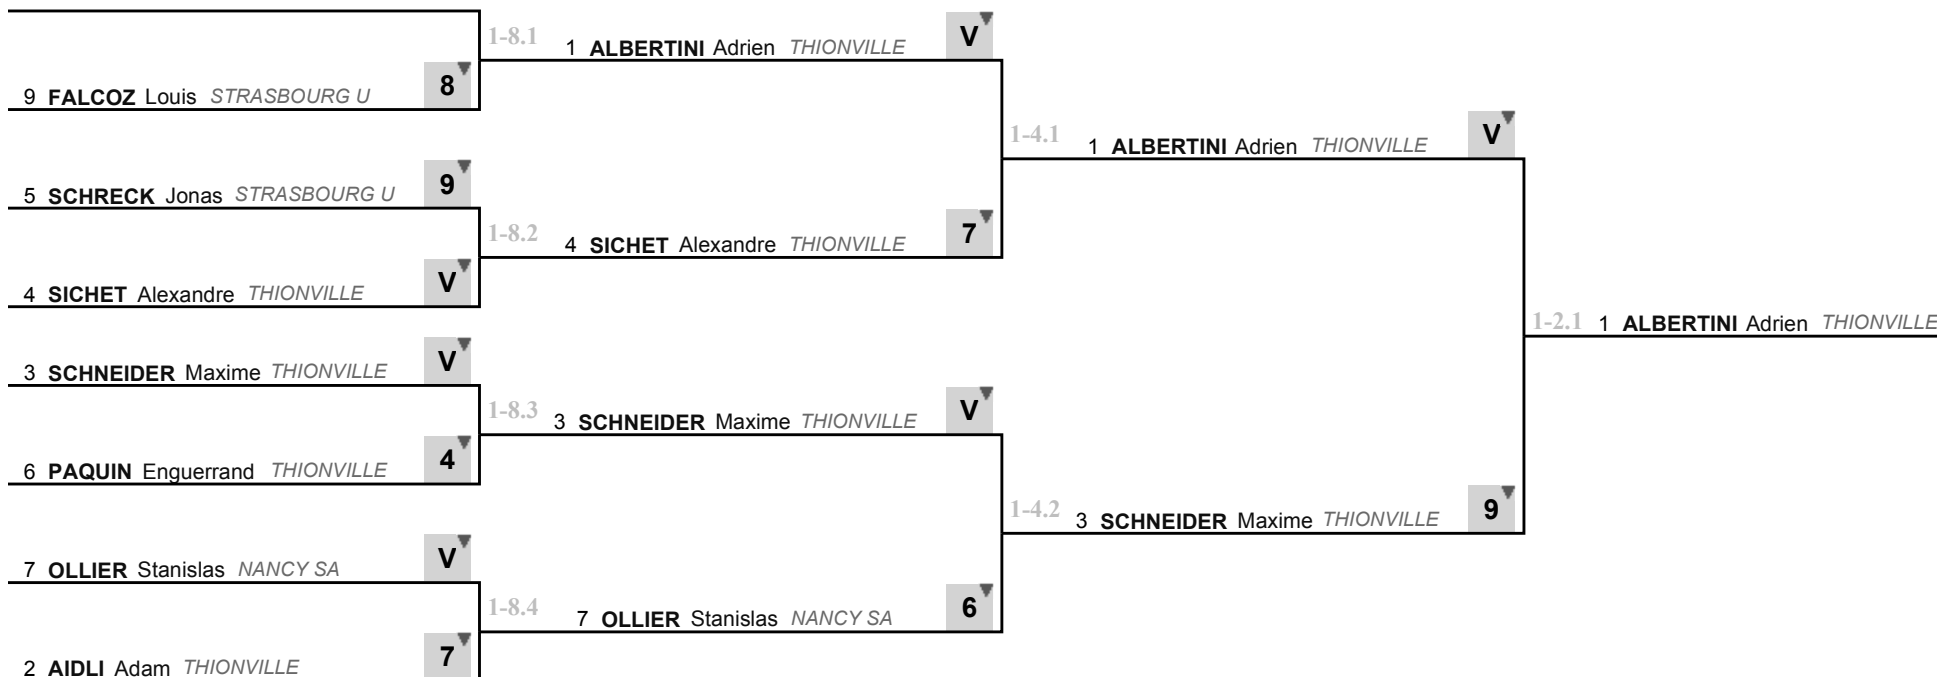 1-8.1 1 ALBERTINI Adrien THIONVILLE V
9 FALCOZ Louis STRASBOURG U 8
1-4.1 1 ALBERTINI Adrien THIONVILLE V
5 SCHRECK Jonas STRASBOURG U 9
1-8.2 4 SICHET Alexandre THIONVILLE 7
4 SICHET Alexandre THIONVILLE V
1-2.1 1 ALBERTINI Adrien THIONVILLE
3 SCHNEIDER Maxime THIONVILLE V
1-8.3 3 SCHNEIDER Maxime THIONVILLE V
6 PAQUIN Enguerrand THIONVILLE 4
1-4.2 3 SCHNEIDER Maxime THIONVILLE 9
7 OLLIER Stanislas NANCY SA V
1-8.4 7 OLLIER Stanislas NANCY SA 6
2 AIDLI Adam THIONVILLE 7